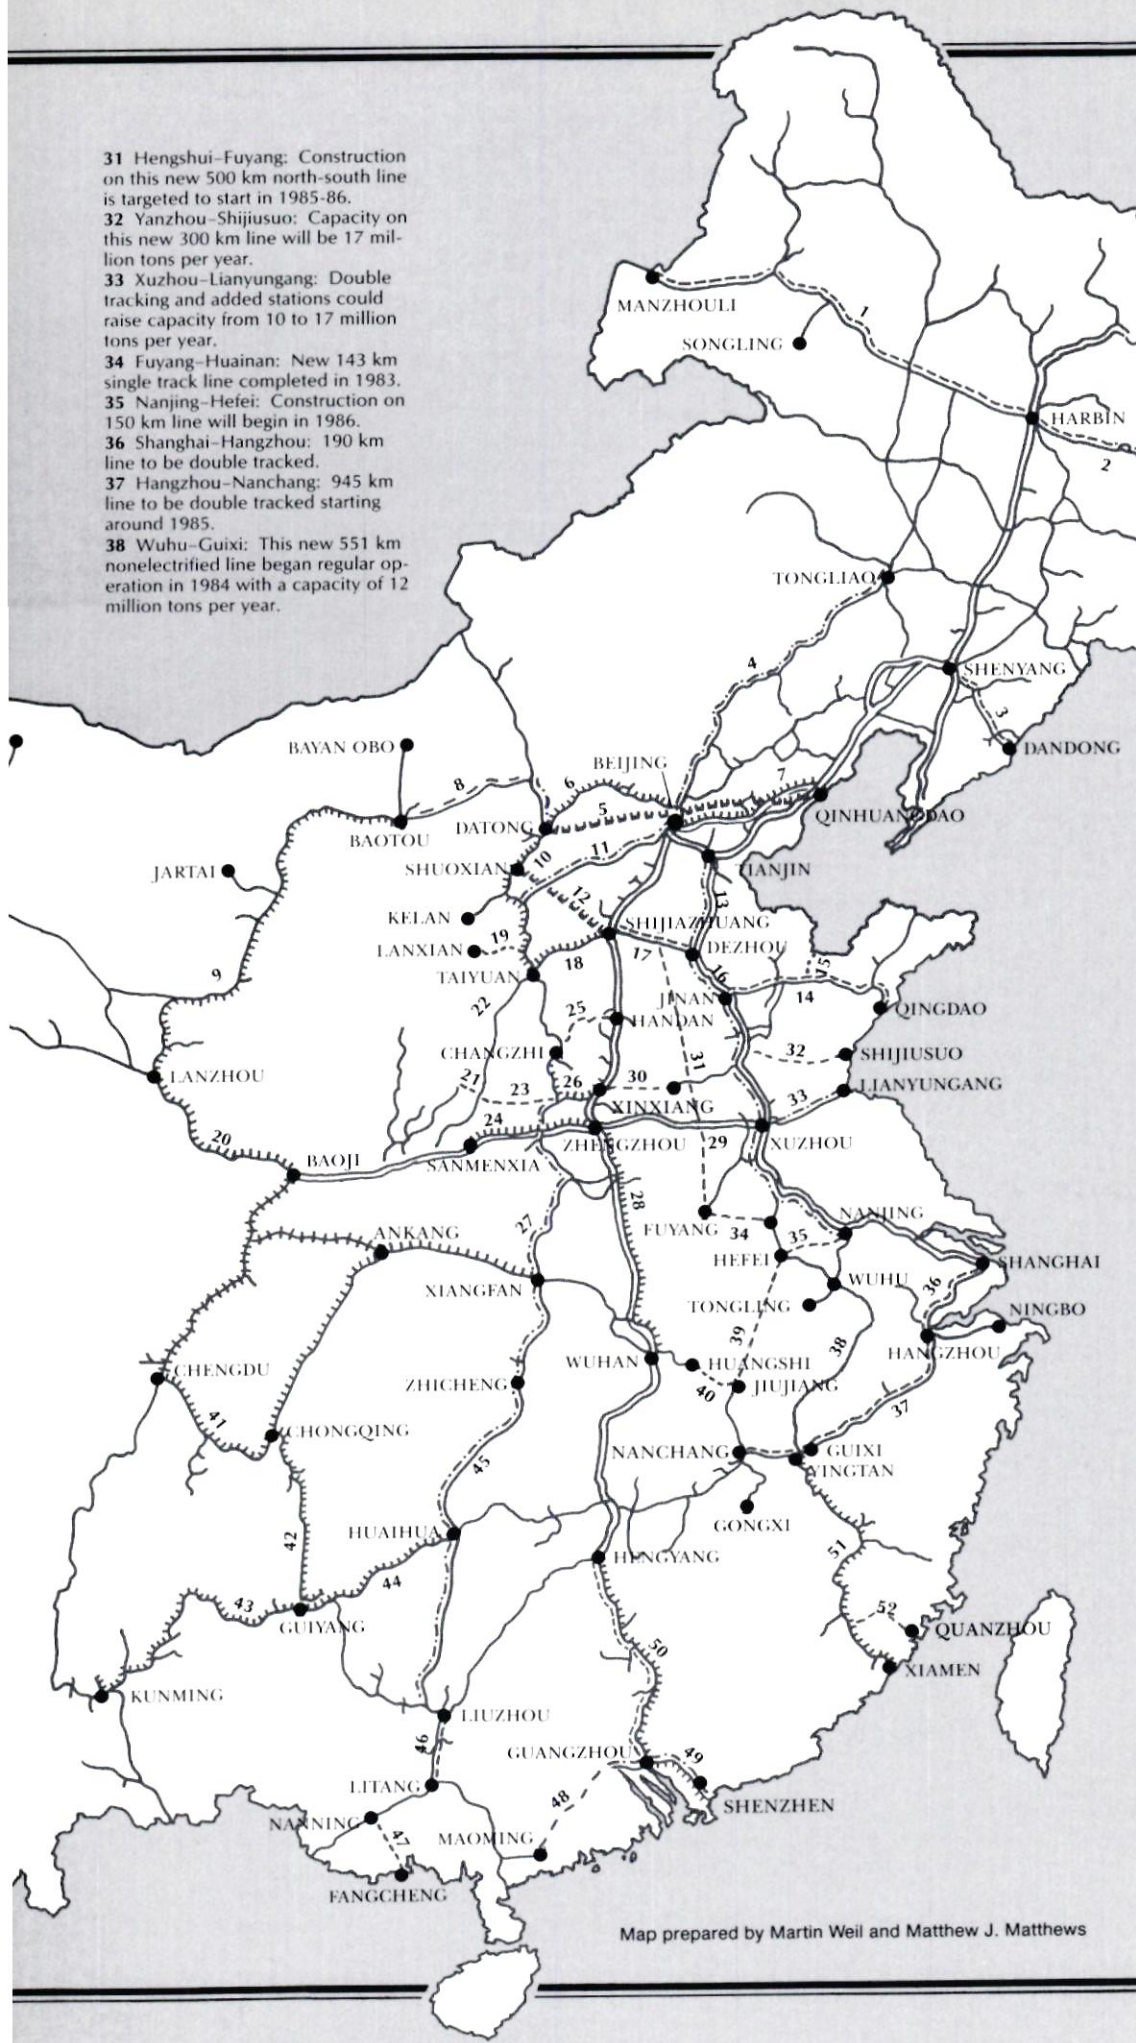 31 Hengshui–Fuyang: Construction
on this new 500 km north-south line
is targeted to start in 1985-86.
32 Yanzhou–Shijiusuo: Capacity on
this new 300 km line will be 17 mil-
lion tons per year.
33 Xuzhou–Lianyungang: Double
tracking and added stations could
raise capacity from 10 to 17 million
tons per year.
34 Fuyang–Huainan: New 143 km
single track line completed in 1983.
35 Nanjing–Hefei: Construction on
150 km line will begin in 1986.
36 Shanghai–Hangzhou: 190 km
line to be double tracked.
37 Hangzhou–Nanchang: 945 km
line to be double tracked starting
around 1985.
38 Wuhu–Guixi: This new 551 km
nonelectrified line began regular op-
eration in 1984 with a capacity of 12
million tons per year.
MANZHOULI
1
SONGLING
HARBIN
2
TONGLIAO
4
SHENYANG
3
DANDONG
BAYAN OBO
BEIJING
8
6
7
5
BAOTOU
DATONG
QINHUANGDAO
10
11
JARTAI
SHUOXIAN
TIANJIN
12
13
KELAN
SHIJIAZHUANG
19
LANXIAN
17
DEZHOU
18
9
TAIYUAN
16
15
14
22
JINAN
25
HANDAN
QINGDAO
CHANGZHI
31
32
SHIJIUSUO
LANZHOU
21
23
26
30
33
LIANYUNGANG
XINXIANG
24
20
ZHENGZHOU
29
XUZHOU
BAOJI
SANMENXIA
28
27
FUYANG
34
NANJING
35
ANKANG
HEFEI
SHANGHAI
XIANGFAN
WUHU
36
TONGLING
NINGBO
39
38
HANGZHOU
CHENGDU
WUHAN
HUANGSHI
ZHICHENG
40
JIUJIANG
41
37
CHONGQING
NANCHANG
GUIXI
45
YINGTAN
42
HUAIHUA
GONGXI
51
HENGYANG
44
43
GUIYANG
52
QUANZHOU
50
XIAMEN
KUNMING
LIUZHOU
46
GUANGZHOU
49
LITANG
48
SHENZHEN
NANNING
47
MAOMING
FANGCHENG
Map prepared by Martin Weil and Matthew J. Matthews